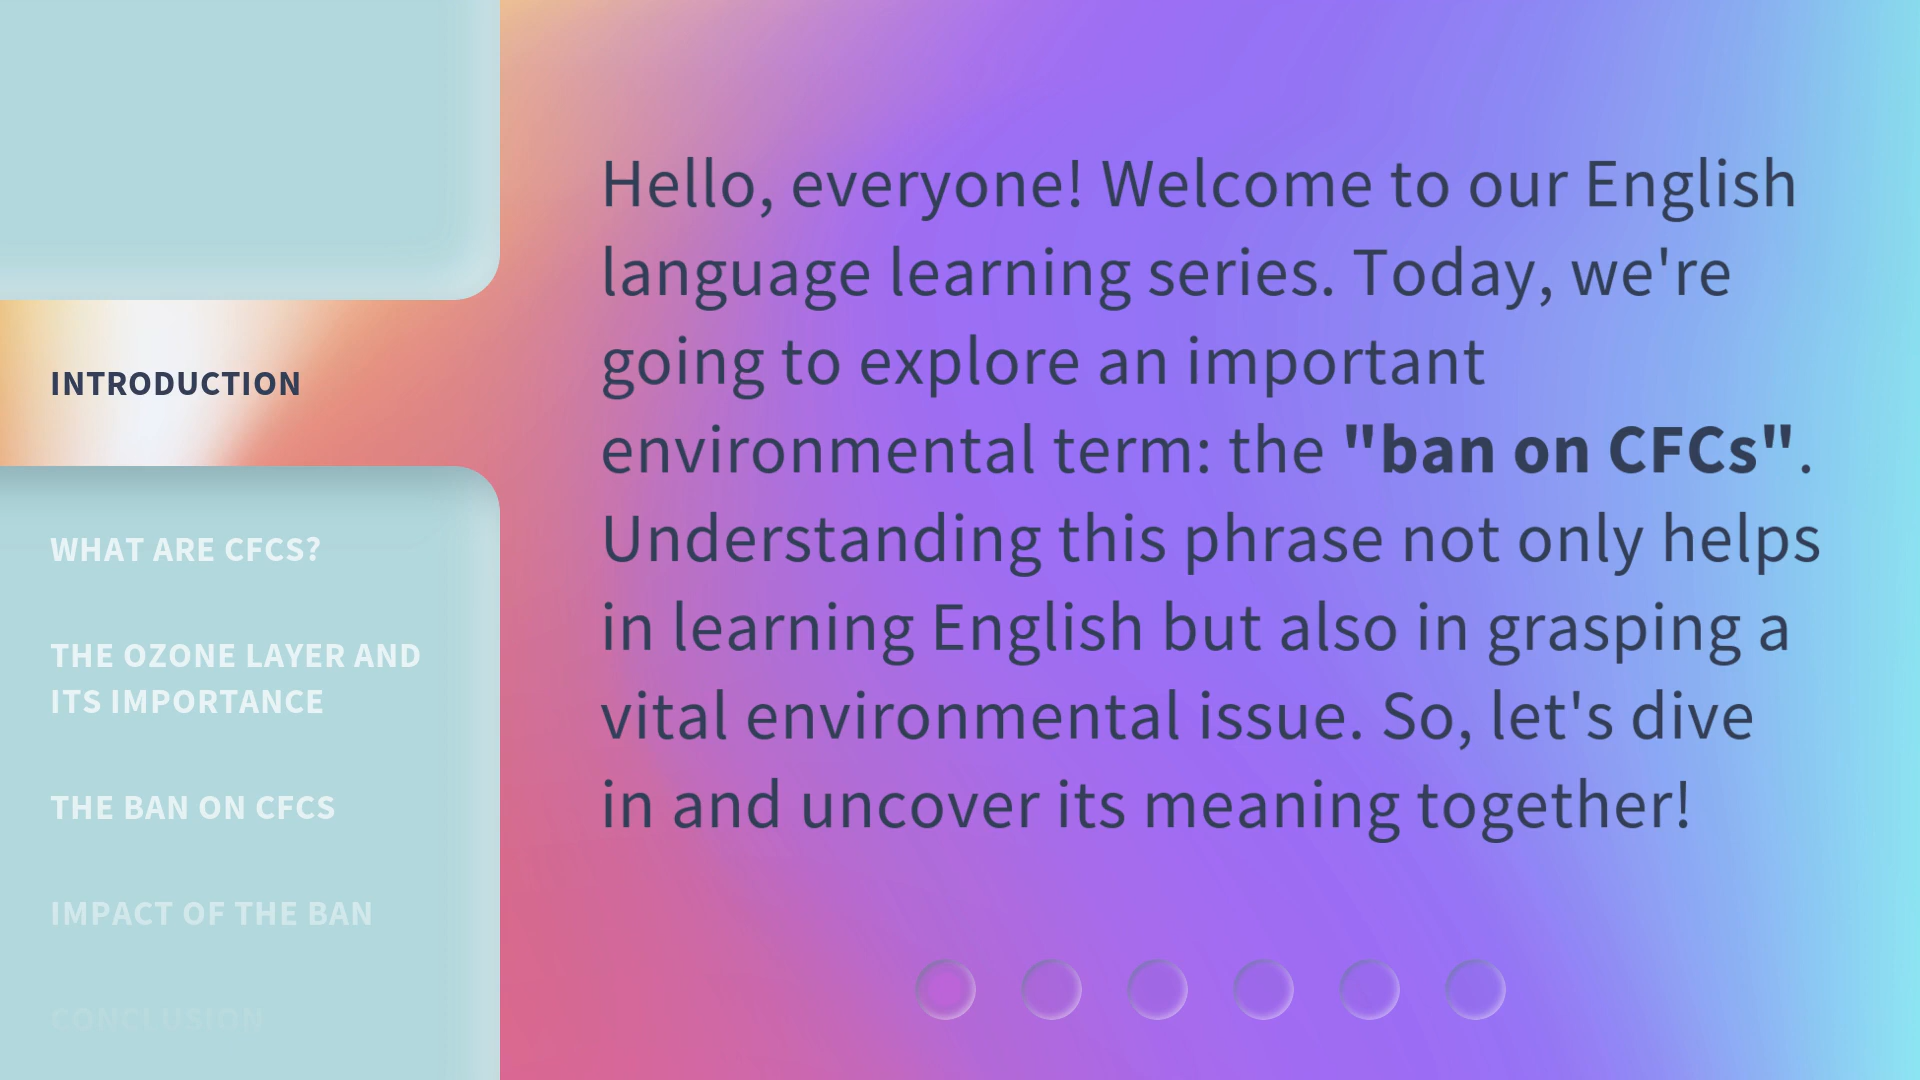 INTRODUCTION
WHAT ARE CFCS?
THE OZONE LAYER AND
ITS IMPORTANCE
THE BAN ON CFCS
IMPACT OF THE BAN
CONCLUSION
Hello, everyone! Welcome to our English
language learning series. Today, we're
going to explore an important
environmental term: the "ban on CFCs".
Understanding this phrase not only helps
in learning English but also in grasping a
vital environmental issue. So, let's dive
in and uncover its meaning together!